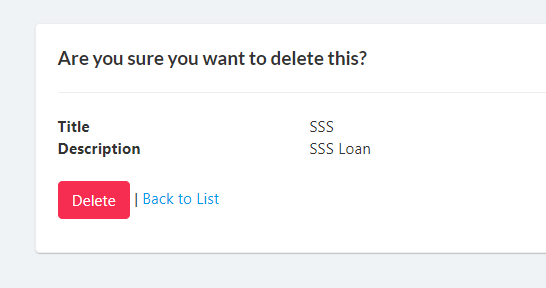 Are you sure you want to delete this?
Title SSS
Description SSS Loan
Delete | Back to List